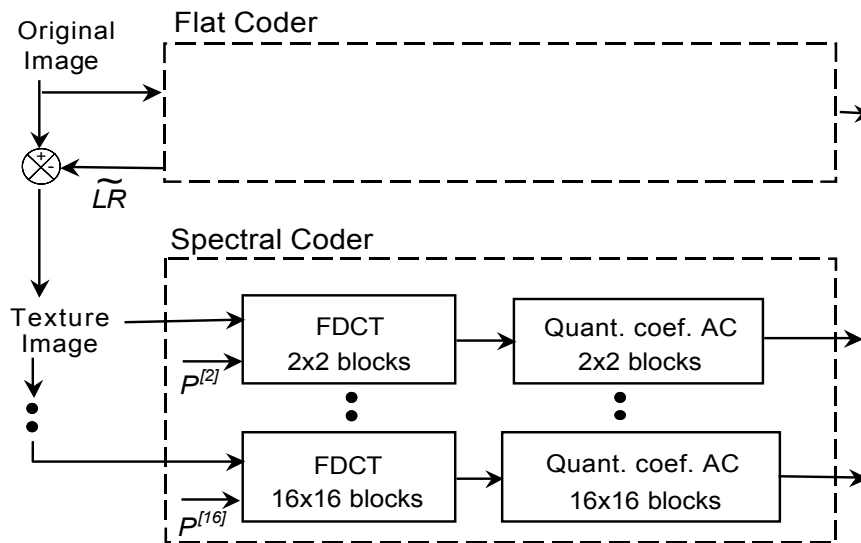 Original
Image
Flat Coder
+
-
L͂R͂
Spectral Coder
Texture
Image
FDCT
2x2 blocks
Quant. coef. AC
2x2 blocks
P^[2]
FDCT
16x16 blocks
Quant. coef. AC
16x16 blocks
P^[16]